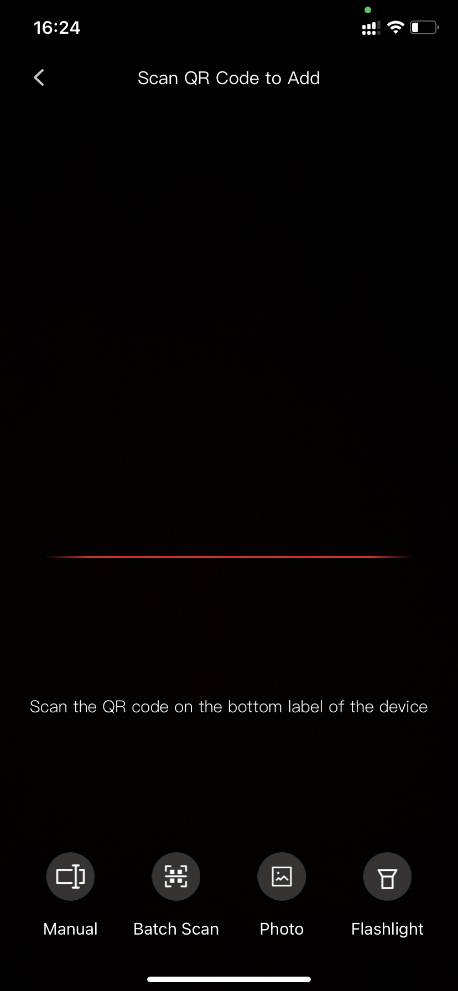 16:24
Scan QR Code to Add
Scan the QR code on the bottom label of the device
Manual
Batch Scan
Photo
Flashlight